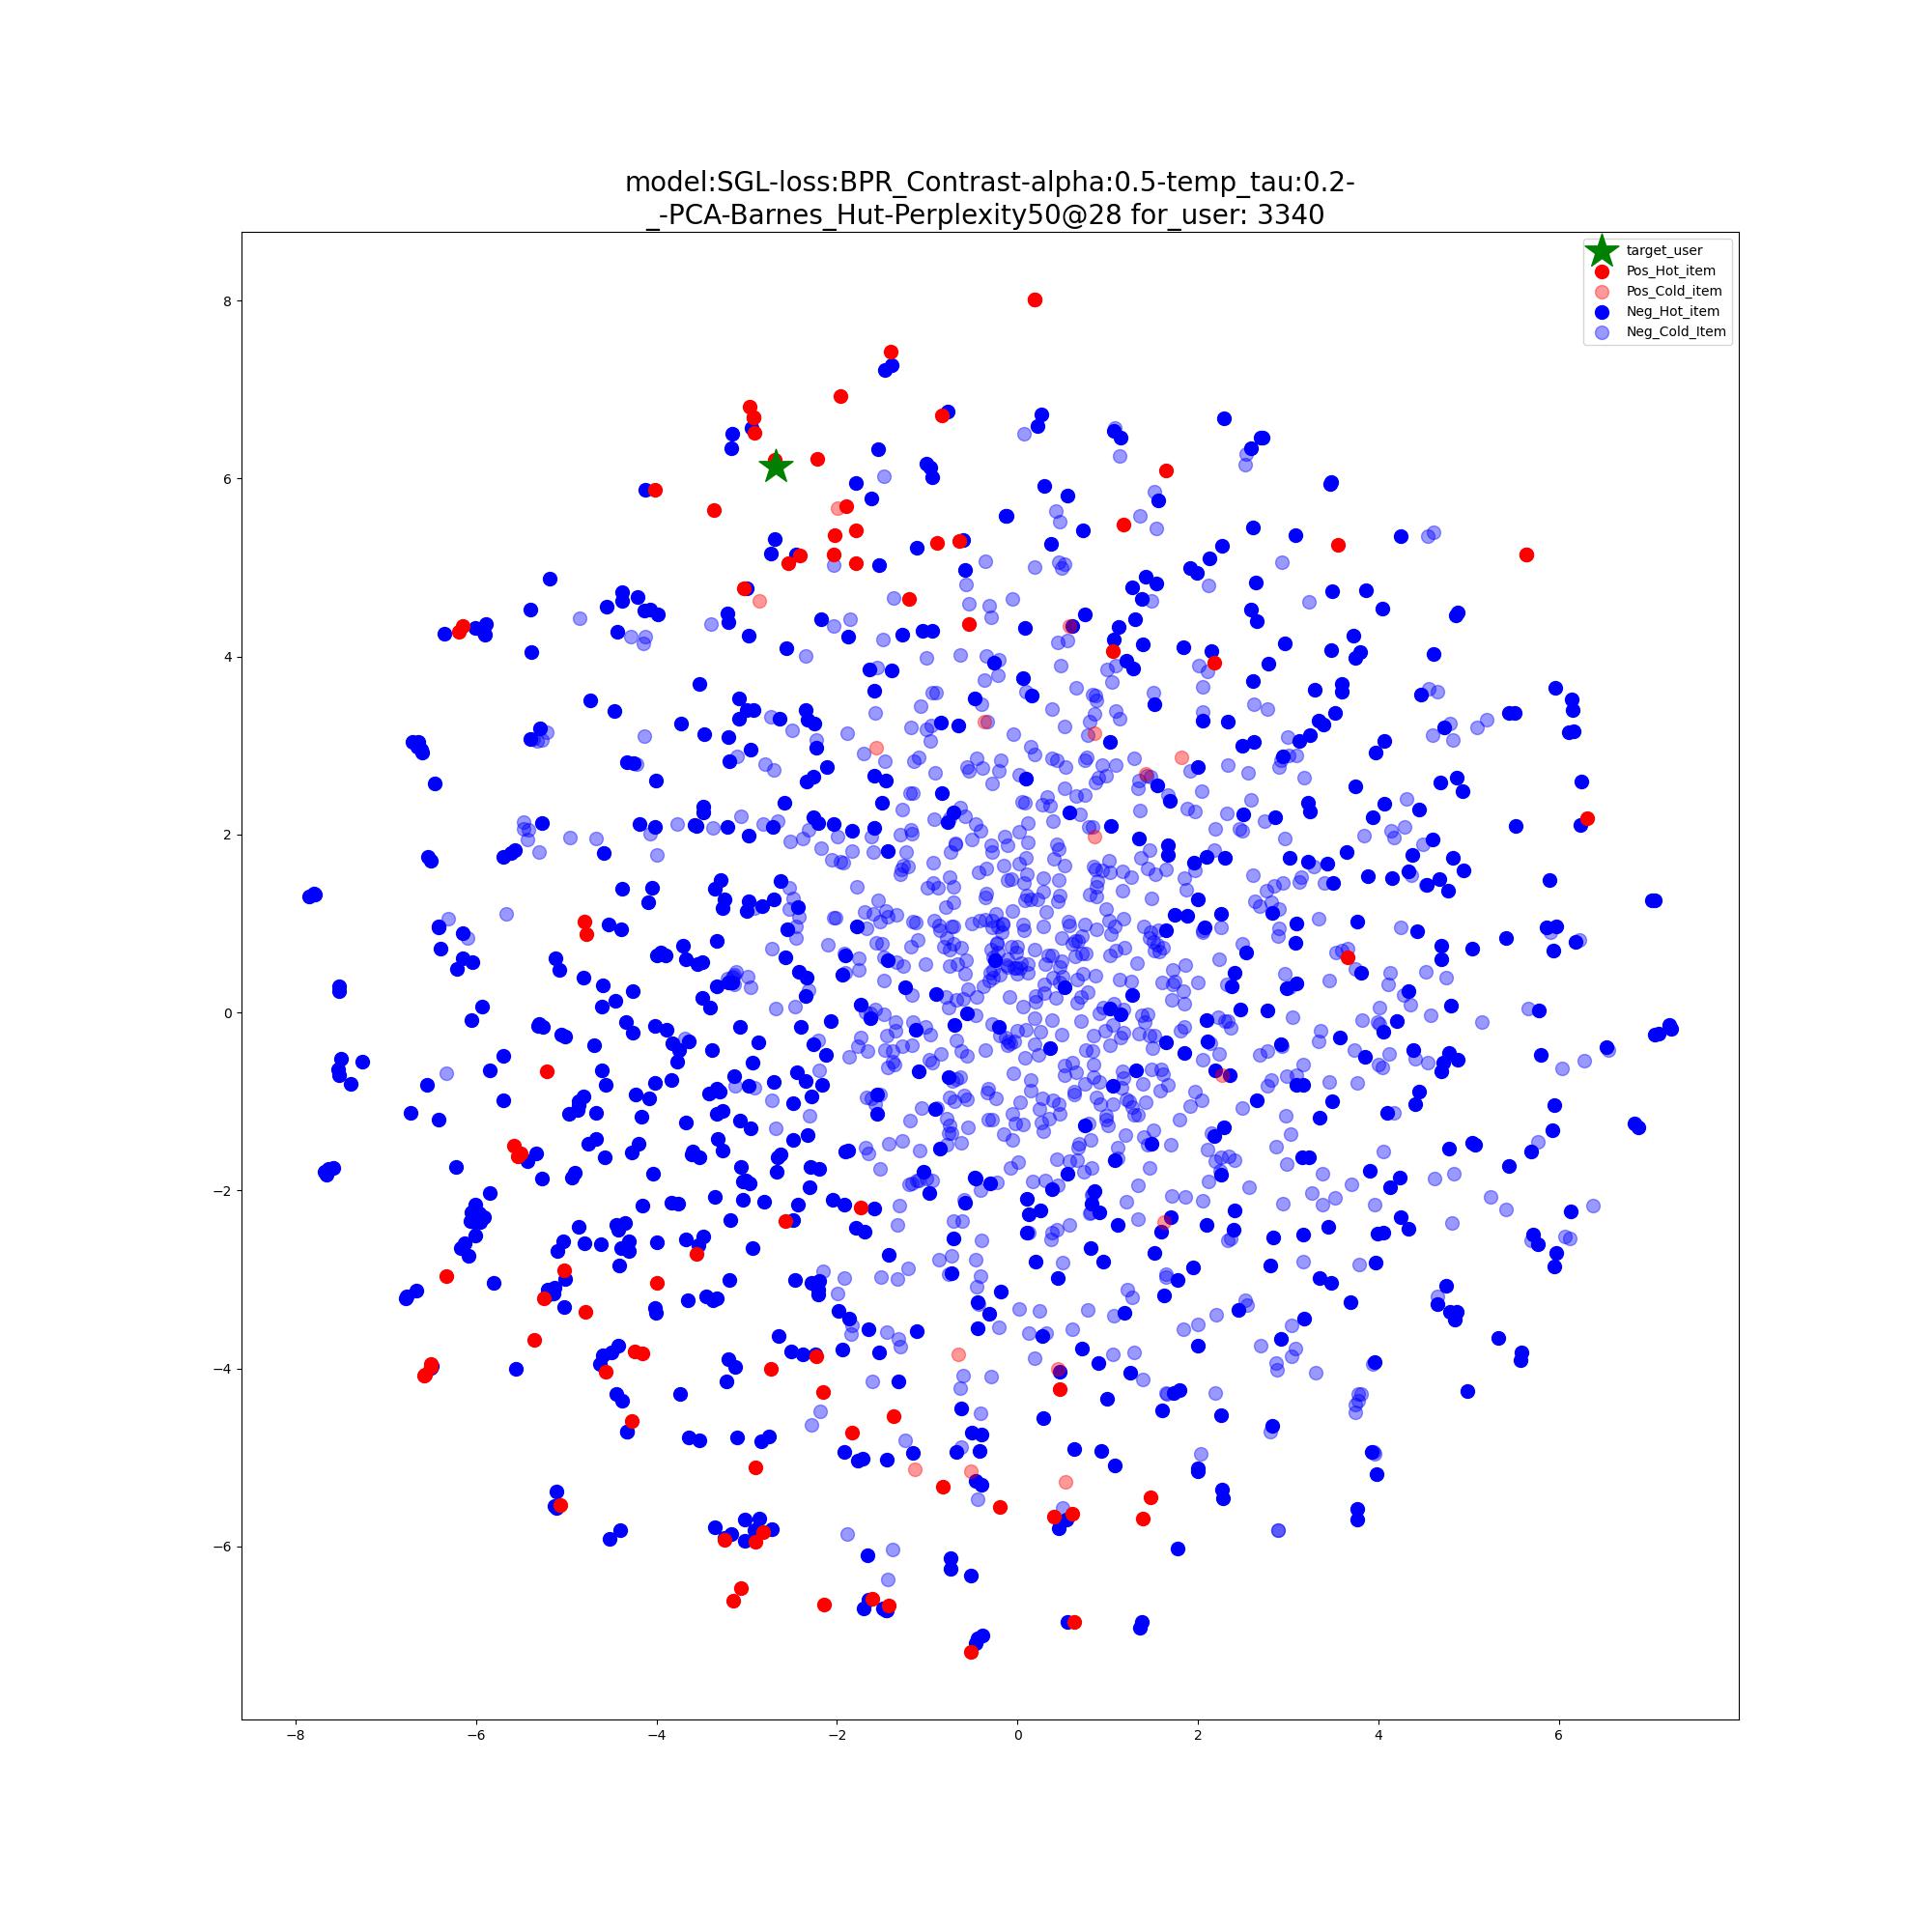 model:SGL-loss:BPR_Contrast-alpha:0.5-temp_tau:0.2-
_-PCA-Barnes_Hut-Perplexity50@28 for_user: 3340
target_user
Pos_Hot_item
Pos_Cold_item
Neg_Hot_item
Neg_Cold_Item
8
6
4
2
0
−2
−4
−6
−8
−6
−4
−2
0
2
4
6